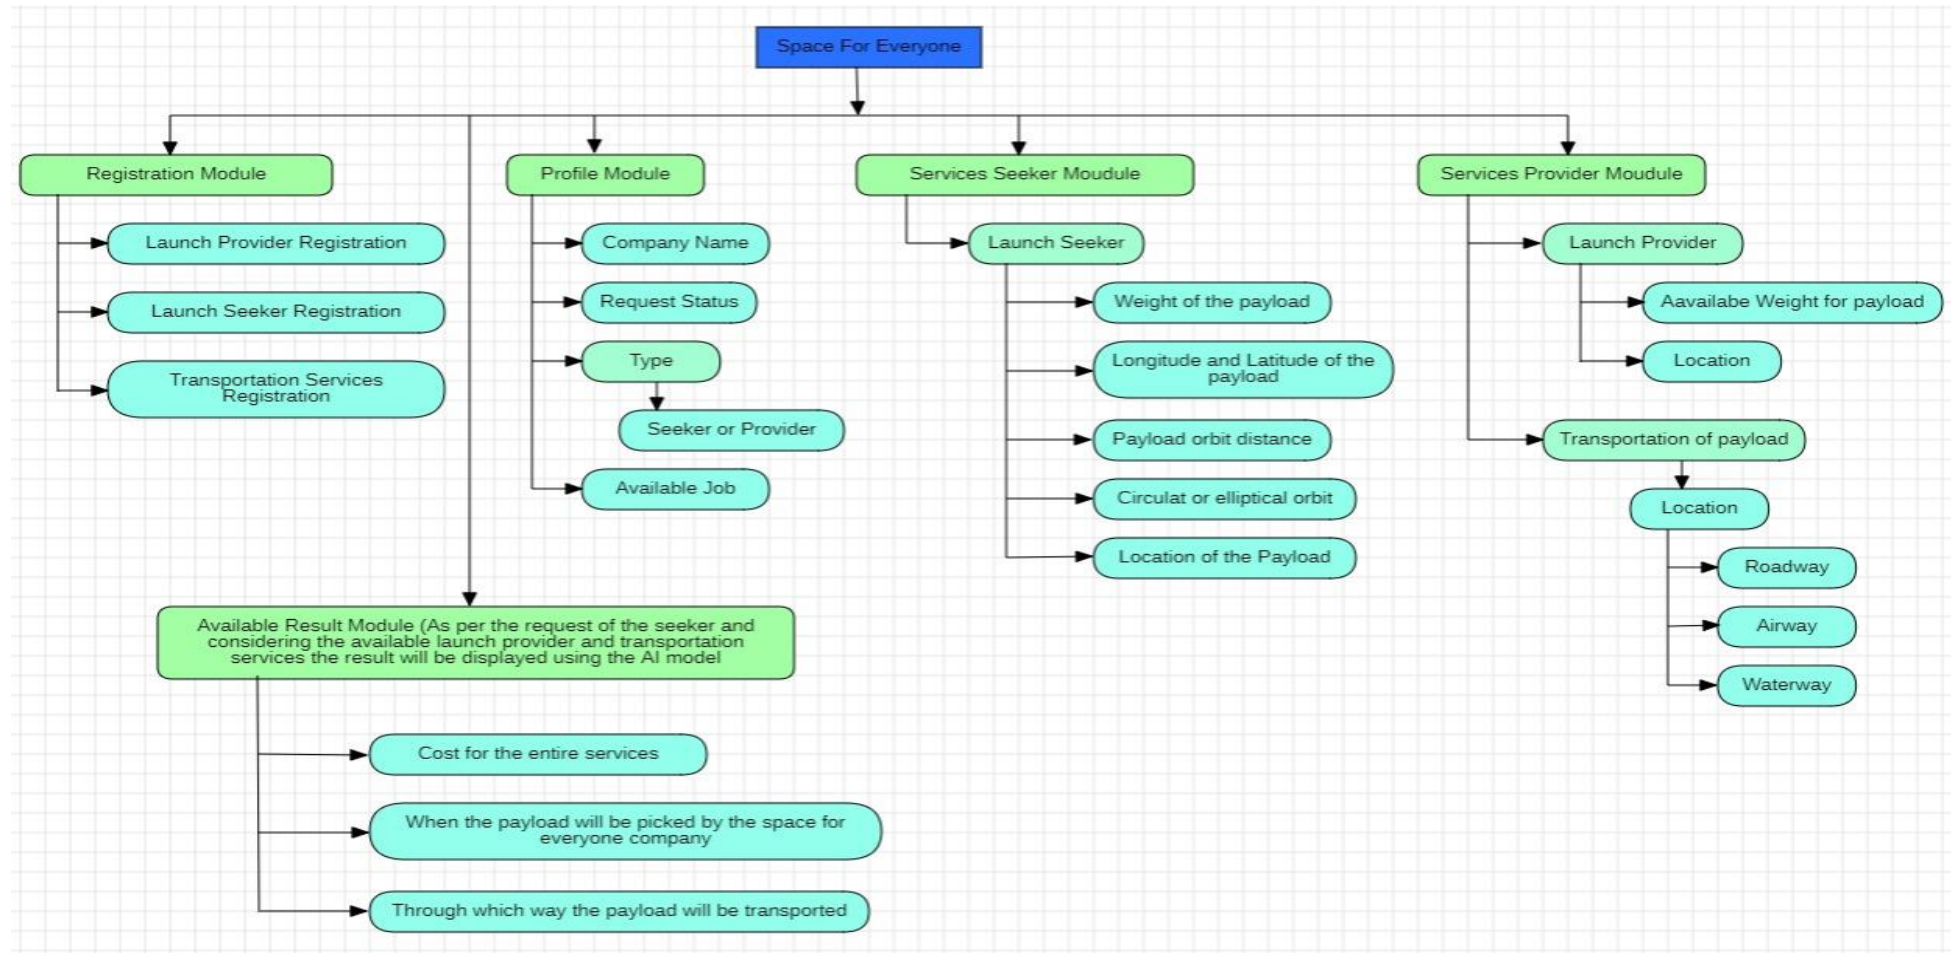 Space For Everyone
Registration Module
Launch Provider Registration
Launch Seeker Registration
Transportation Services
Registration
Profile Module
Company Name
Request Status
Type
Seeker or Provider
Available Job
Services Seeker Moudule
Launch Seeker
Weight of the payload
Longitude and Latitude of the
payload
Payload orbit distance
Circulat or elliptical orbit
Location of the Payload
Services Provider Moudule
Launch Provider
Aavailabe Weight for payload
Location
Transportation of payload
Location
Roadway
Airway
Waterway
Available Result Module (As per the request of the seeker and
considering the available launch provider and transportation
services the result will be displayed using the AI model
Cost for the entire services
When the payload will be picked by the space for
everyone company
Through which way the payload will be transported